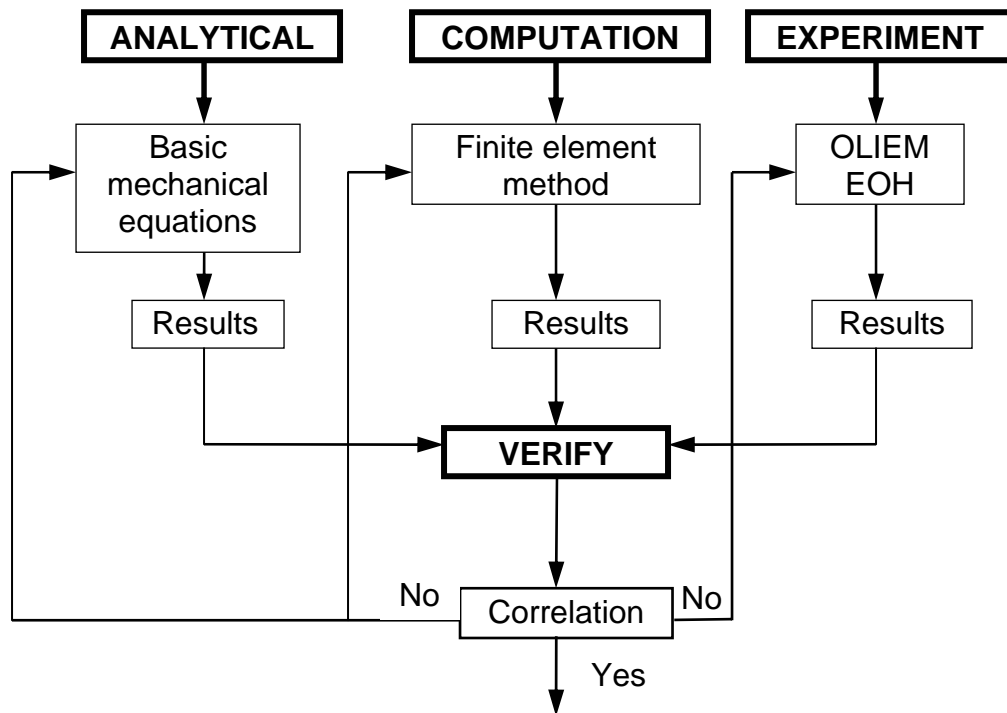 ANALYTICAL
COMPUTATION
EXPERIMENT
Basic
mechanical
equations
Finite element
method
OLIEM
EOH
Results
Results
Results
VERIFY
No
Correlation
No
Yes